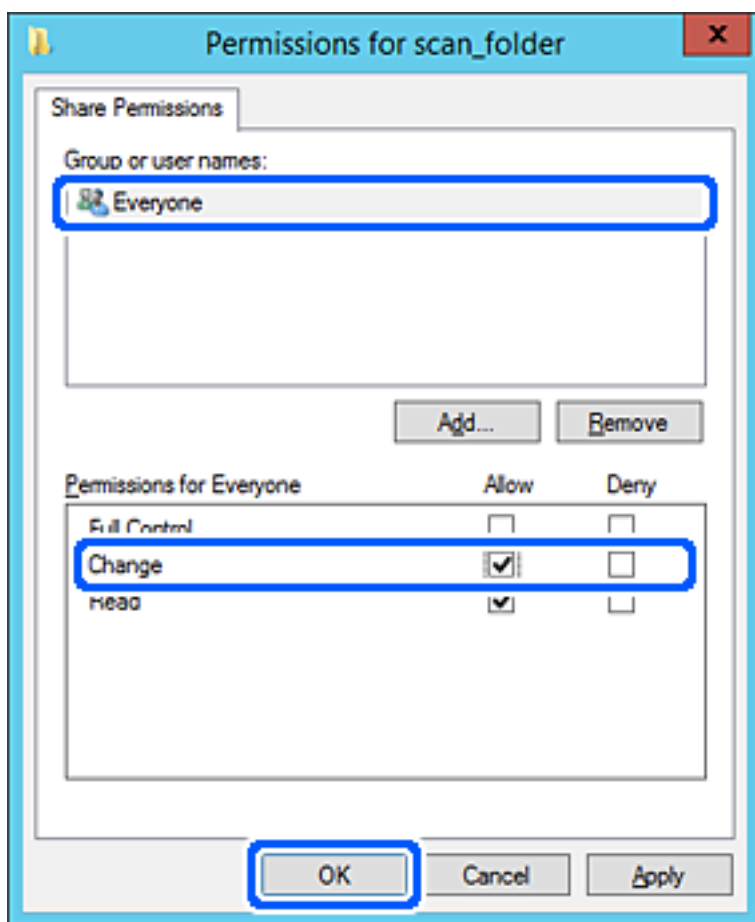 Permissions for scan_folder
x
Share Permissions
Group or user names:
Everyone
Add...
Remove
Permissions for Everyone Allow Deny
Full Control
Change
Read
OK
Cancel
Apply